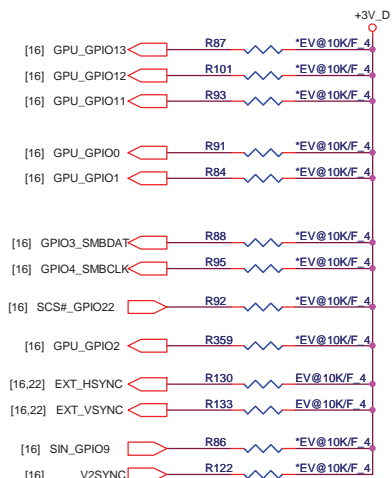 +3V_D
[16] GPU_GPIO13 R87 *EV@10K/F_4
[16] GPU_GPIO12 R101 *EV@10K/F_4
[16] GPU_GPIO11 R93 *EV@10K/F_4
[16] GPU_GPIO0 R91 *EV@10K/F_4
[16] GPU_GPIO1 R84 *EV@10K/F_4
[16] GPIO3_SMBDAT R88 *EV@10K/F_4
[16] GPIO4_SMBCLK R95 *EV@10K/F_4
[16] SCS#_GPIO22 R92 *EV@10K/F_4
[16] GPU_GPIO2 R359 *EV@10K/F_4
[16,22] EXT_HSYNC R130 EV@10K/F_4
[16,22] EXT_VSYNC R133 EV@10K/F_4
[16] SIN_GPIO9 R86 *EV@10K/F_4
[16] V2SYNC R122 *EV@10K/F_4